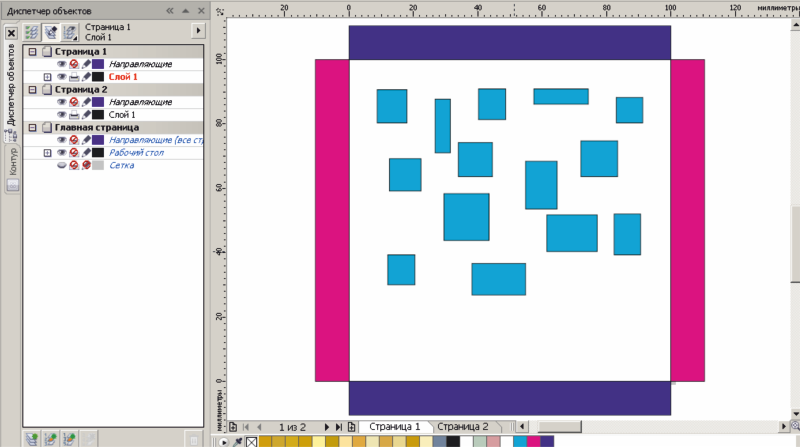 Диспетчер объектов
Страница 1
Слой 1
Страница 1
Направляющие
Слой 1
Страница 2
Направляющие
Слой 1
Главная страница
Направляющие (все стр
Рабочий стол
Сетка
Диспетчер объектов
Контур
20 0 20 40 60 80 100 120 миллиметры
100
80
60
40
20
0
миллиметры
1 из 2 Страница 1 Страница 2